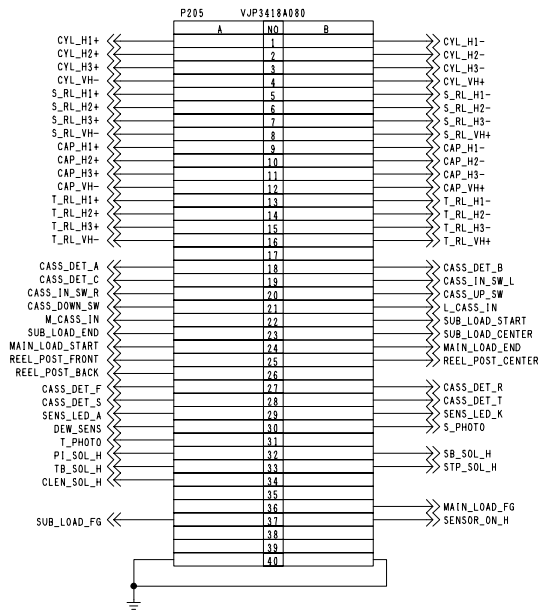 P205 VJP3418A080
A NO B
CYL_H1+ 1 CYL_H1-
CYL_H2+ 2 CYL_H2-
CYL_H3+ 3 CYL_H3-
CYL_VH- 4 CYL_VH+
S_RL_H1+ 5 S_RL_H1-
S_RL_H2+ 6 S_RL_H2-
S_RL_H3+ 7 S_RL_H3-
S_RL_VH- 8 S_RL_VH+
CAP_H1+ 9 CAP_H1-
CAP_H2+ 10 CAP_H2-
CAP_H3+ 11 CAP_H3-
CAP_VH- 12 CAP_VH+
T_RL_H1+ 13 T_RL_H1-
T_RL_H2+ 14 T_RL_H2-
T_RL_H3+ 15 T_RL_H3-
T_RL_VH- 16 T_RL_VH+
17
CASS_DET_A 18 CASS_DET_B
CASS_DET_C 19 CASS_IN_SW_L
CASS_IN_SW_R 20 CASS_UP_SW
CASS_DOWN_SW 21 L_CASS_IN
M_CASS_IN 22 SUB_LOAD_START
SUB_LOAD_END 23 SUB_LOAD_CENTER
MAIN_LOAD_START 24 MAIN_LOAD_END
REEL_POST_FRONT 25 REEL_POST_CENTER
REEL_POST_BACK 26
CASS_DET_F 27 CASS_DET_R
CASS_DET_S 28 CASS_DET_T
SENS_LED_A 29 SENS_LED_K
DEW_SENS 30 S_PHOTO
T_PHOTO 31
PI_SOL_H 32 SB_SOL_H
TB_SOL_H 33 STP_SOL_H
CLEN_SOL_H 34
35
36 MAIN_LOAD_FG
SUB_LOAD_FG 37 SENSOR_ON_H
38
39
40